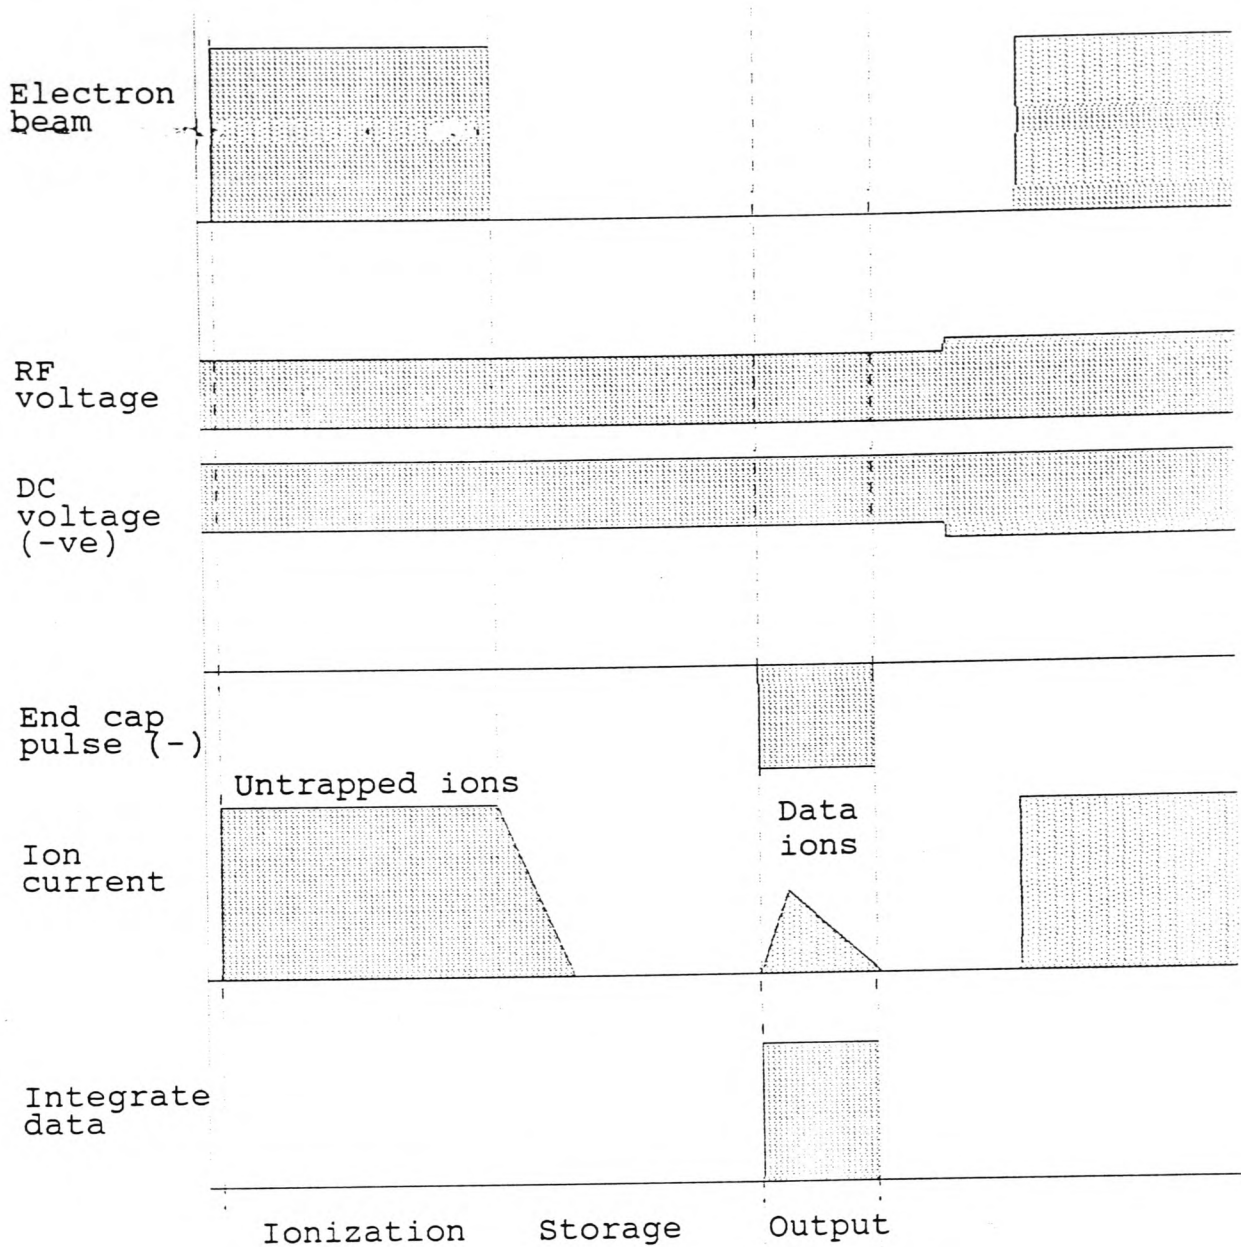 Electron
beam
RF
voltage
DC
voltage
(-ve)
End cap
pulse (-)
Untrapped ions
Data
ions
Ion
current
Integrate
data
Ionization Storage Output